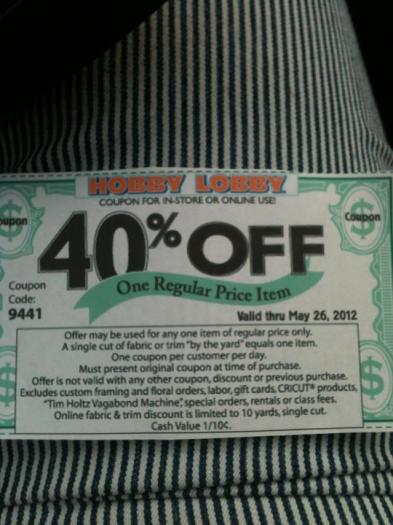 HOBBY LOBBY
COUPON FOR IN-STORE OR ONLINE USE!
Coupon
40% OFF
One Regular Price Item
Coupon
Code:
9441
Valid thru May 26, 2012
Offer may be used for any one item of regular price only.
A single cut of fabric or trim "by the yard" equals one item.
One coupon per customer per day.
Must present original coupon at time of purchase.
Offer is not valid with any other coupon, discount or previous purchase.
Excludes custom framing and floral orders, labor, gift cards, CRICUT® products,
"Tim Holtz Vagabond Machine", special orders, rentals or class fees.
Online fabric & trim discount is limited to 10 yards, single cut.
Cash Value 1/10¢.
oupon
$
$
$